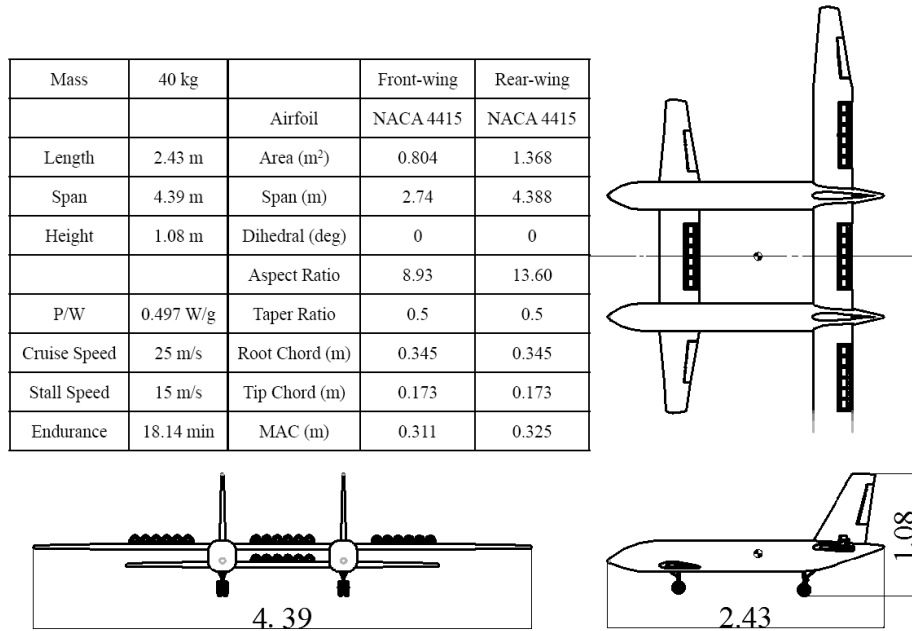 Mass 40 kg Front-wing Rear-wing
Airfoil NACA 4415 NACA 4415
Length 2.43 m Area (m²) 0.804 1.368
Span 4.39 m Span (m) 2.74 4.388
Height 1.08 m Dihedral (deg) 0 0
Aspect Ratio 8.93 13.60
P/W 0.497 W/g Taper Ratio 0.5 0.5
Cruise Speed 25 m/s Root Chord (m) 0.345 0.345
Stall Speed 15 m/s Tip Chord (m) 0.173 0.173
Endurance 18.14 min MAC (m) 0.311 0.325
4. 39
2.43
1.08